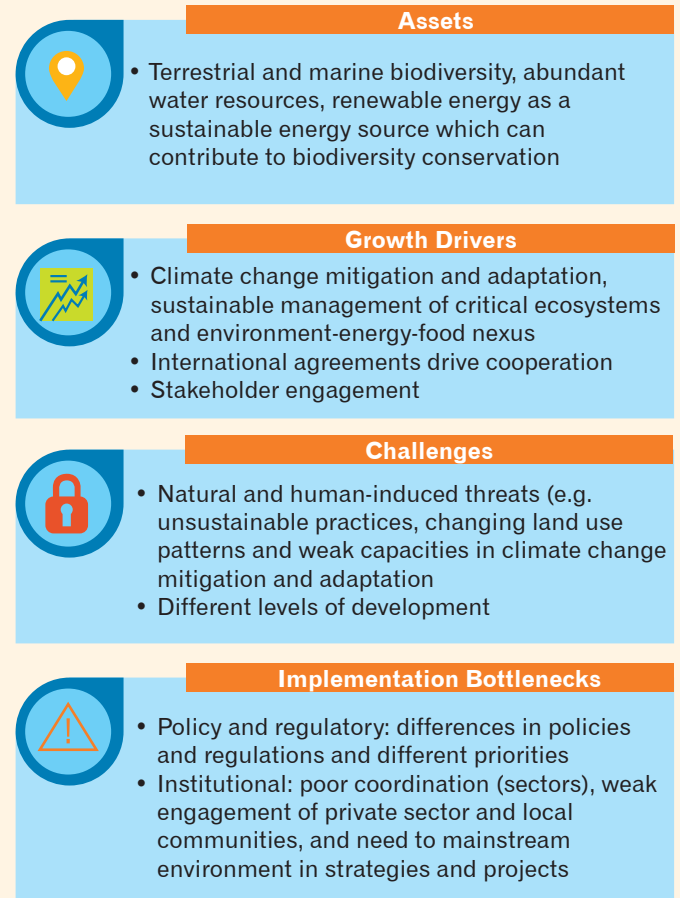 Assets
• Terrestrial and marine biodiversity, abundant
water resources, renewable energy as a
sustainable energy source which can
contribute to biodiversity conservation
Growth Drivers
• Climate change mitigation and adaptation,
sustainable management of critical ecosystems
and environment-energy-food nexus
• International agreements drive cooperation
• Stakeholder engagement
Challenges
• Natural and human-induced threats (e.g.
unsustainable practices, changing land use
patterns and weak capacities in climate change
mitigation and adaptation
• Different levels of development
Implementation Bottlenecks
• Policy and regulatory: differences in policies
and regulations and different priorities
• Institutional: poor coordination (sectors), weak
engagement of private sector and local
communities, and need to mainstream
environment in strategies and projects